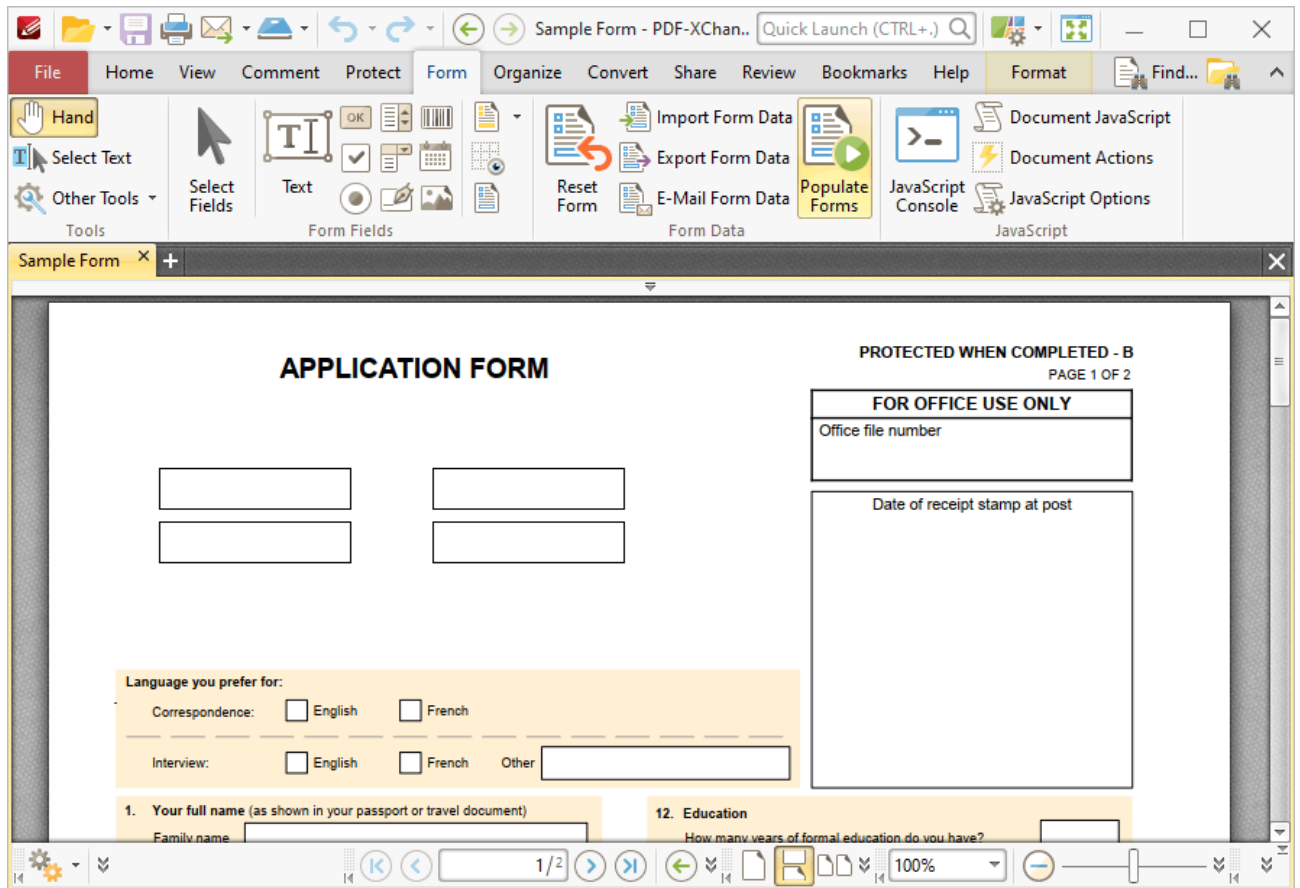 Sample Form - PDF-XChan..
Quick Launch (CTRL+.)
File Home View Comment Protect Form Organize Convert Share Review Bookmarks Help Format Find...
Hand
Select Text
Other Tools
Tools
Select
Fields
Text
OK
Form Fields
Reset
Form
Import Form Data
Export Form Data
E-Mail Form Data
Populate
Forms
Form Data
JavaScript
Console
Document JavaScript
Document Actions
JavaScript Options
JavaScript
Sample Form
APPLICATION FORM
PROTECTED WHEN COMPLETED - B
PAGE 1 OF 2
FOR OFFICE USE ONLY
Office file number
Date of receipt stamp at post
Language you prefer for:
Correspondence: English French
Interview: English French Other
1. Your full name (as shown in your passport or travel document)
Family name
12. Education
How many years of formal education do you have?
1/2
100%